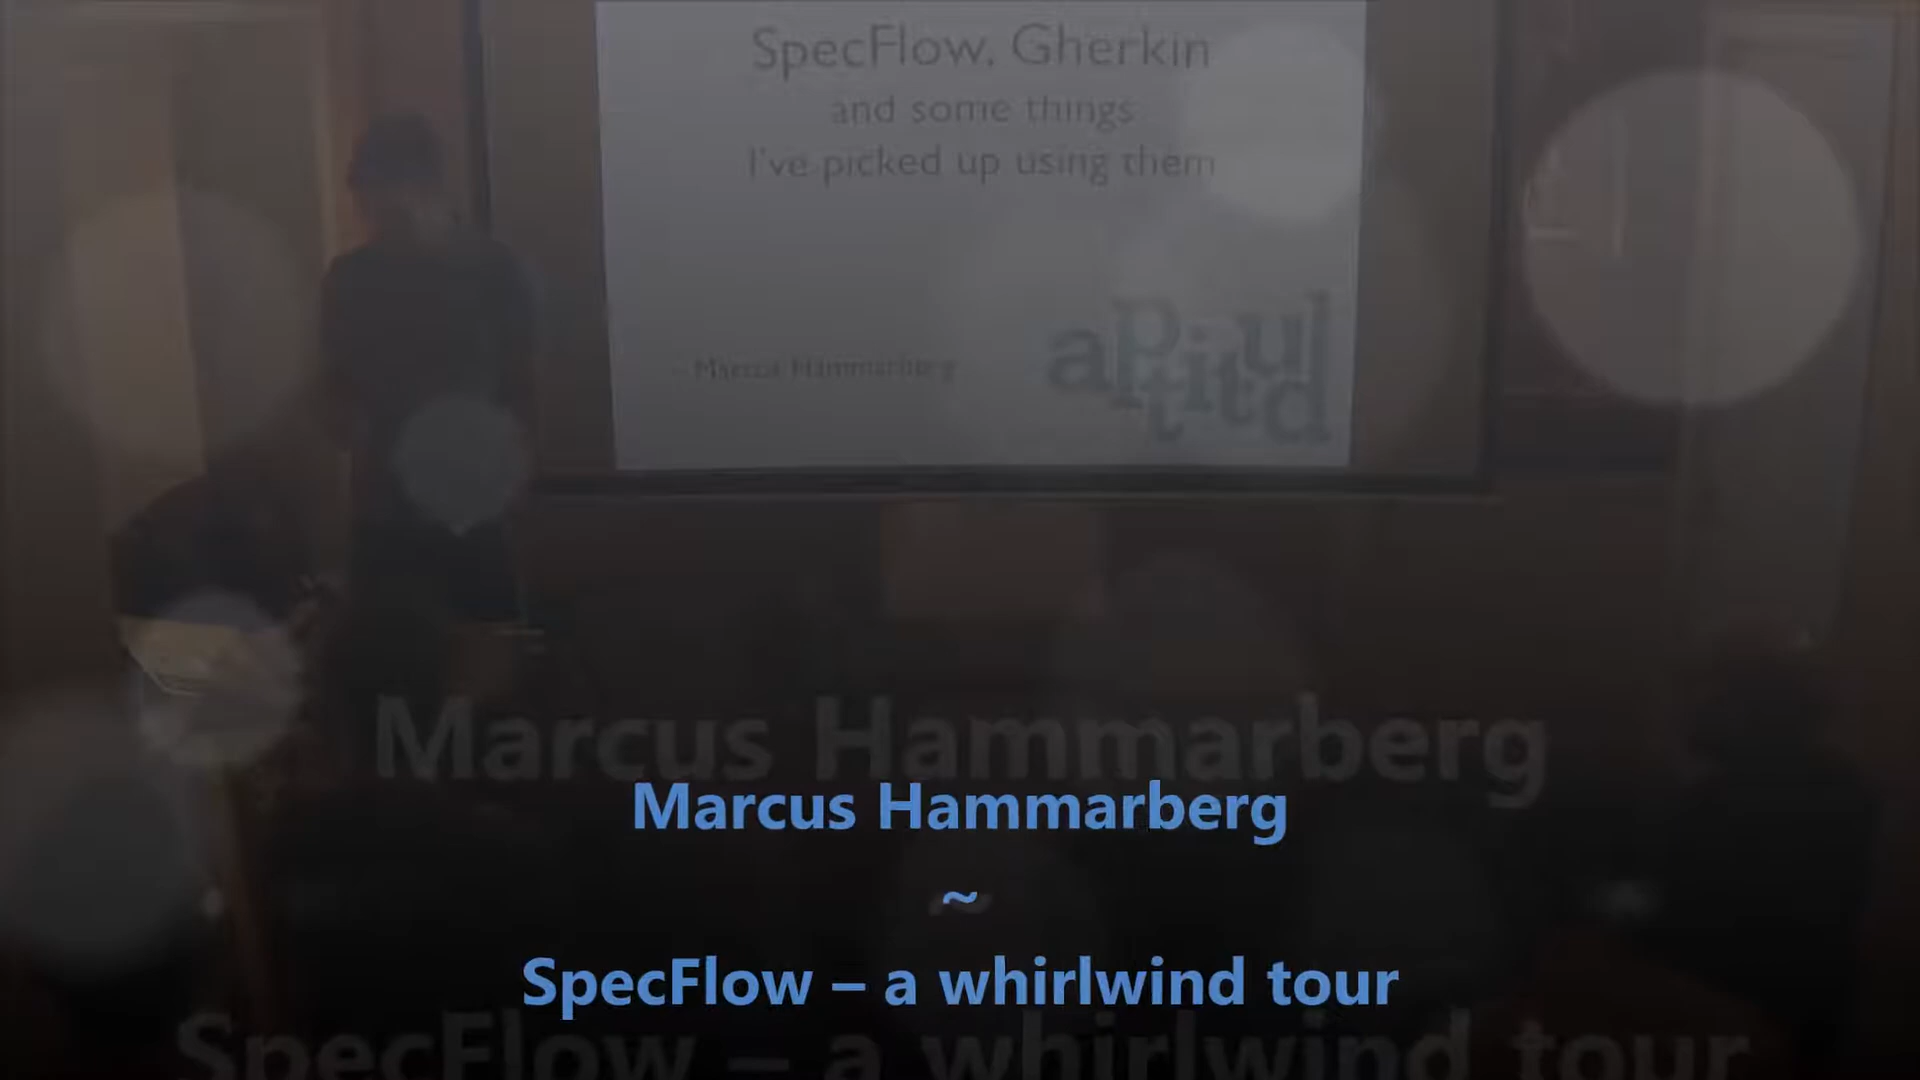 SpecFlow, Gherkin
and some things
I've picked up using them
Marcus Hammarberg
aptitud
Marcus Hammarberg
Marcus Hammarberg
~
SpecFlow – a whirlwind tour
SpecFlow – a whirlwind tour